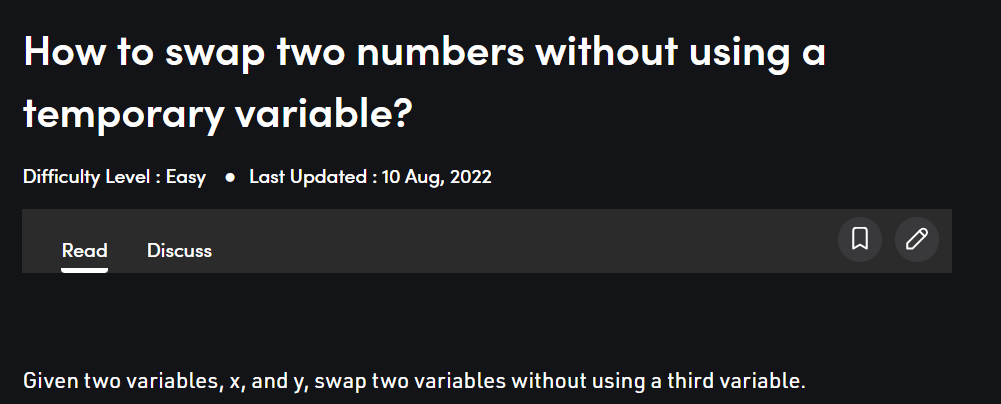 How to swap two numbers without using a
temporary variable?
Difficulty Level : Easy ● Last Updated : 10 Aug, 2022
Read Discuss
Given two variables, x, and y, swap two variables without using a third variable.